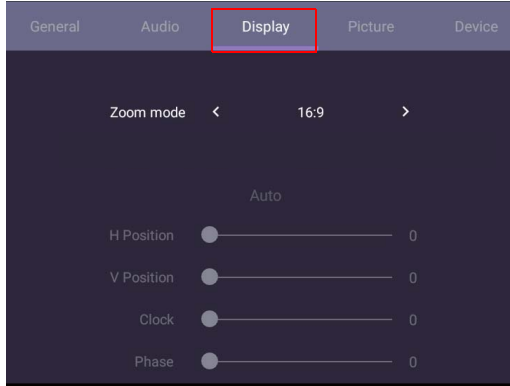 General Audio Display Picture Device
Zoom mode < 16:9 >
Auto
H Position 0
V Position 0
Clock 0
Phase 0